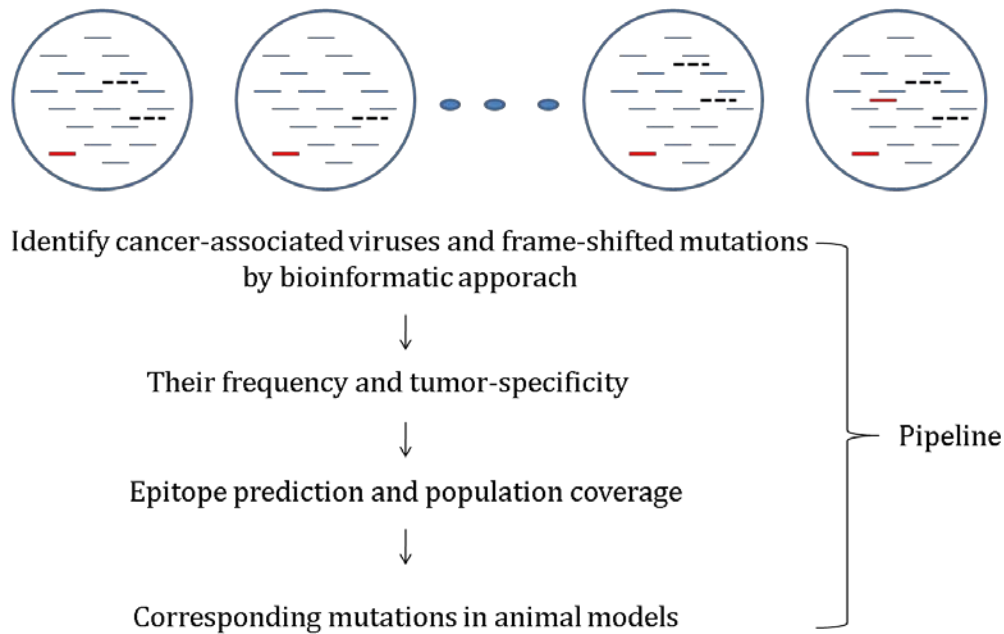 Identify cancer-associated viruses and frame-shifted mutations
by bioinformatic apporach
Their frequency and tumor-specificity
Epitope prediction and population coverage
Pipeline
Corresponding mutations in animal models